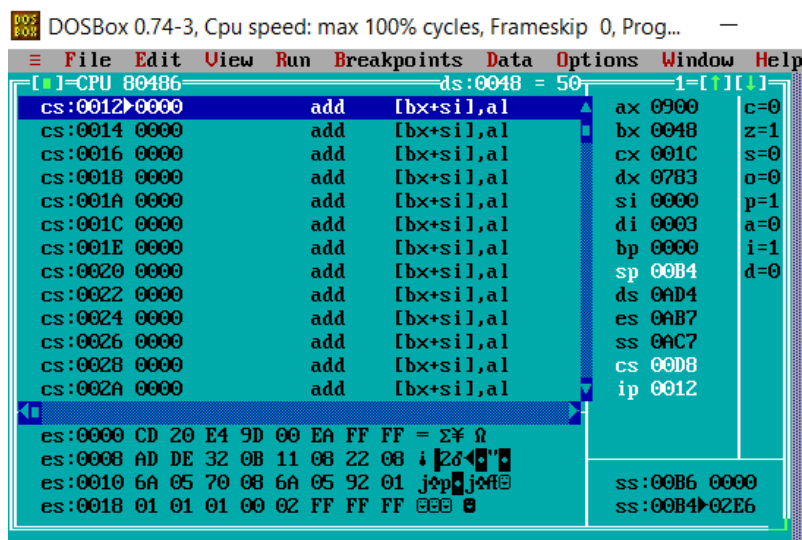 DOSBox 0.74-3, Cpu speed: max 100% cycles, Frameskip 0, Prog...
≡ File Edit View Run Breakpoints Data Options Window Help
[■]=CPU 80486 ds:0048 = 50 1=[↑][↓]
cs:0012►0000 add [bx+si],al ax 0900 c=0
cs:0014 0000 add [bx+si],al bx 0048 z=1
cs:0016 0000 add [bx+si],al cx 001C s=0
cs:0018 0000 add [bx+si],al dx 0783 o=0
cs:001A 0000 add [bx+si],al si 0000 p=1
cs:001C 0000 add [bx+si],al di 0003 a=0
cs:001E 0000 add [bx+si],al bp 0000 i=1
cs:0020 0000 add [bx+si],al sp 00B4 d=0
cs:0022 0000 add [bx+si],al ds 0AD4
cs:0024 0000 add [bx+si],al es 0AB7
cs:0026 0000 add [bx+si],al ss 0AC7
cs:0028 0000 add [bx+si],al cs 00D8
cs:002A 0000 add [bx+si],al ip 0012
es:0000 CD 20 E4 9D 00 EA FF FF = Σ¥ Ω
es:0008 AD DE 32 0B 11 08 22 08
es:0010 6A 05 70 08 6A 05 92 01 j♣p◘j♣Æ☺ ss:00B6 0000
es:0018 01 01 01 00 02 FF FF FF ☺☺☺ ☻ ss:00B4►02E6